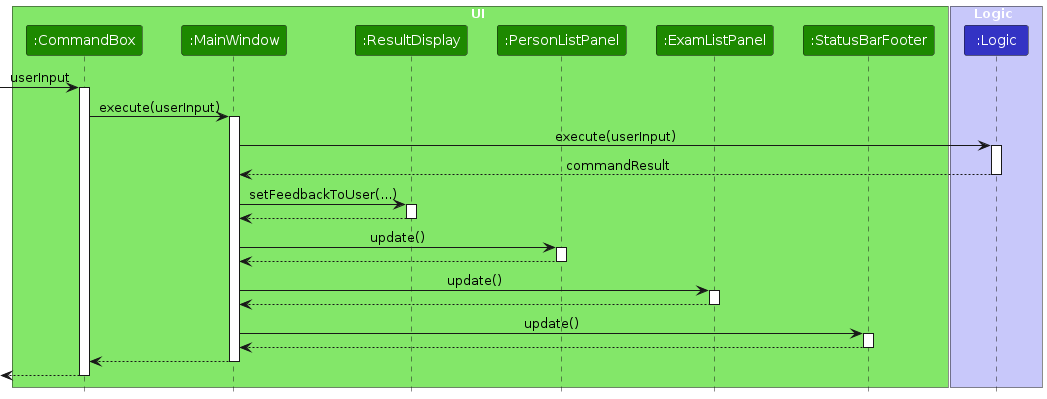 UI
Logic
:CommandBox
:MainWindow
:ResultDisplay
:PersonListPanel
:ExamListPanel
:StatusBarFooter
:Logic
userInput
execute(userInput)
execute(userInput)
commandResult
setFeedbackToUser(...)
update()
update()
update()